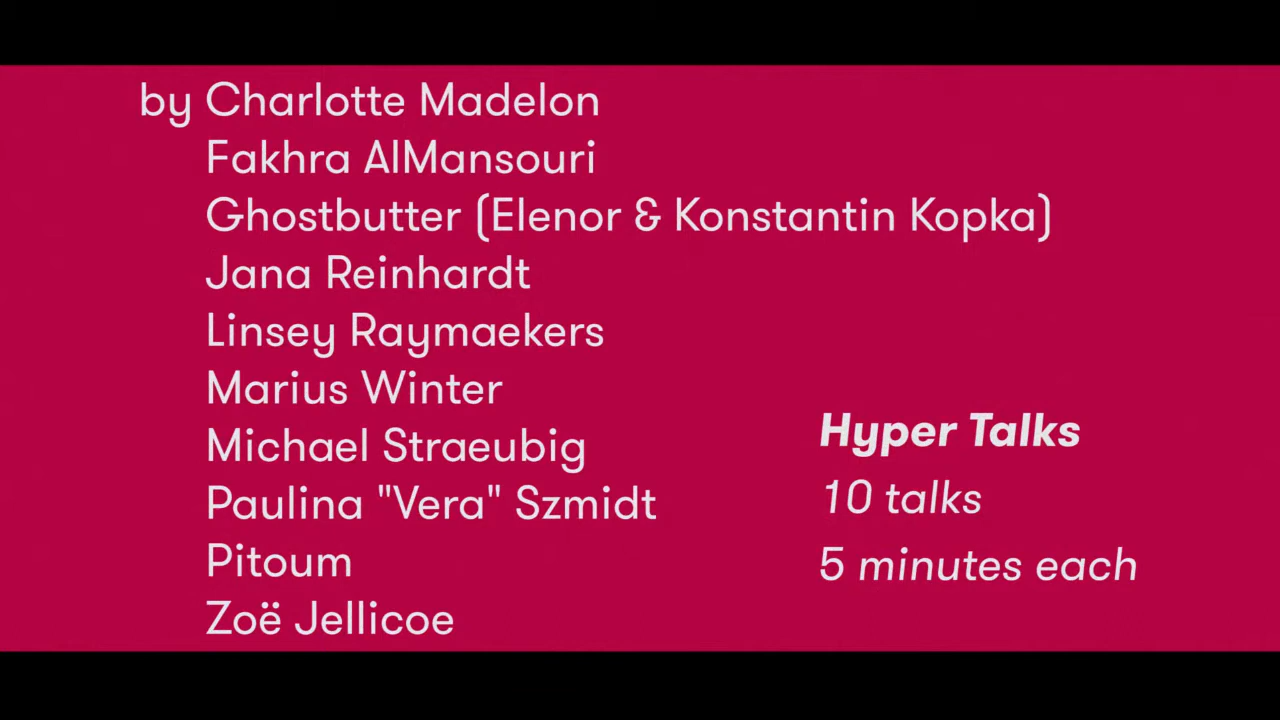 by Charlotte Madelon
Fakhra AlMansouri
Ghostbutter (Elenor & Konstantin Kopka)
Jana Reinhardt
Linsey Raymaekers
Marius Winter
Michael Straeubig
Paulina "Vera" Szmidt
Pitoum
Zoë Jellicoe
Hyper Talks
10 talks
5 minutes each